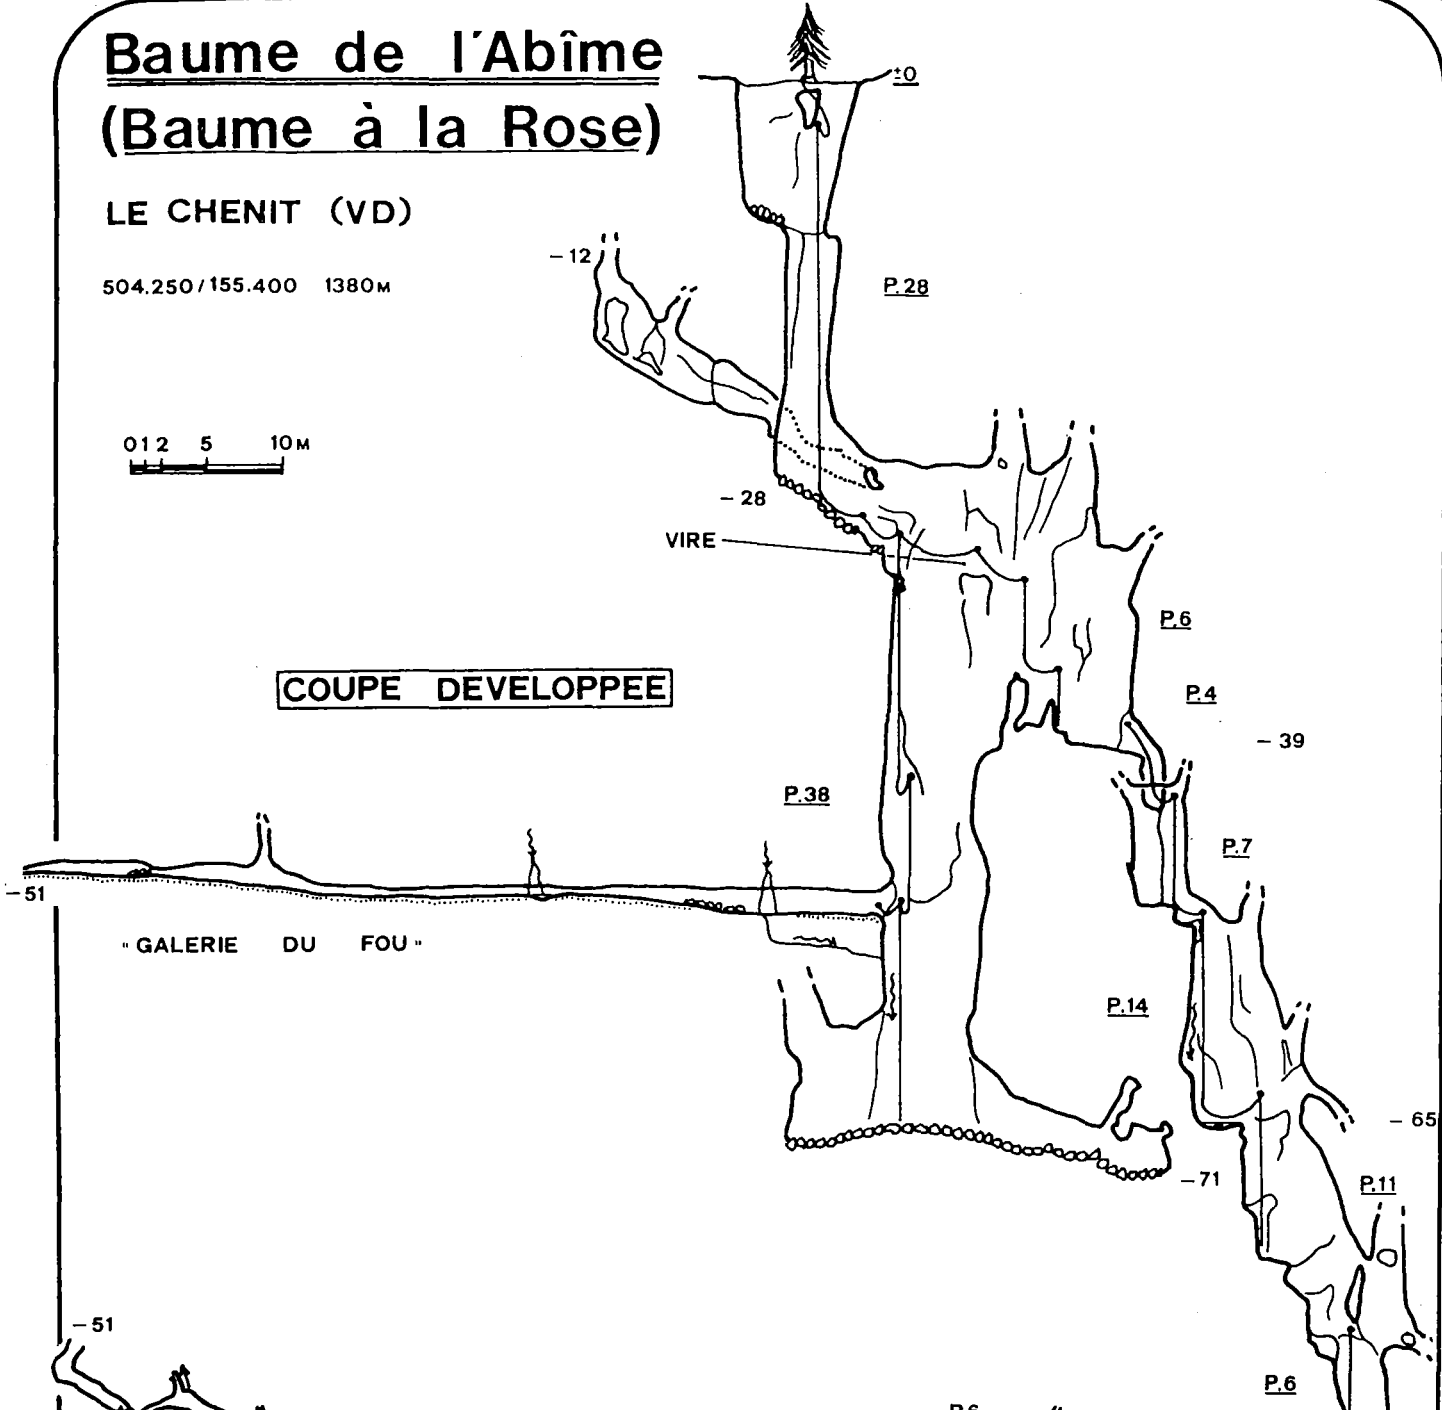 Baume de l'Abîme
(Baume à la Rose)
LE CHENIT (VD)
504.250/155.400 1380M
±0
-12
P.28
0 1 2 5 10M
-28
VIRE
P.6
COUPE DEVELOPPEE
P.4
-39
P.38
P.7
-51
"GALERIE DU FOU"
P.14
-65
-71
P.11
-51
P.6